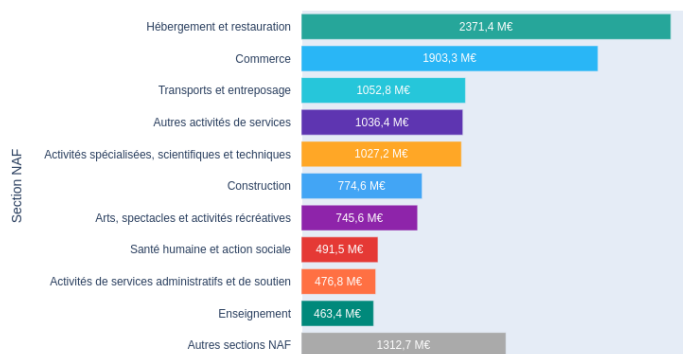 Section NAF
Hébergement et restauration 2371,4 M€
Commerce 1903,3 M€
Transports et entreposage 1052,8 M€
Autres activités de services 1036,4 M€
Activités spécialisées, scientifiques et techniques 1027,2 M€
Construction 774,6 M€
Arts, spectacles et activités récréatives 745,6 M€
Santé humaine et action sociale 491,5 M€
Activités de services administratifs et de soutien 476,8 M€
Enseignement 463,4 M€
Autres sections NAF 1312,7 M€